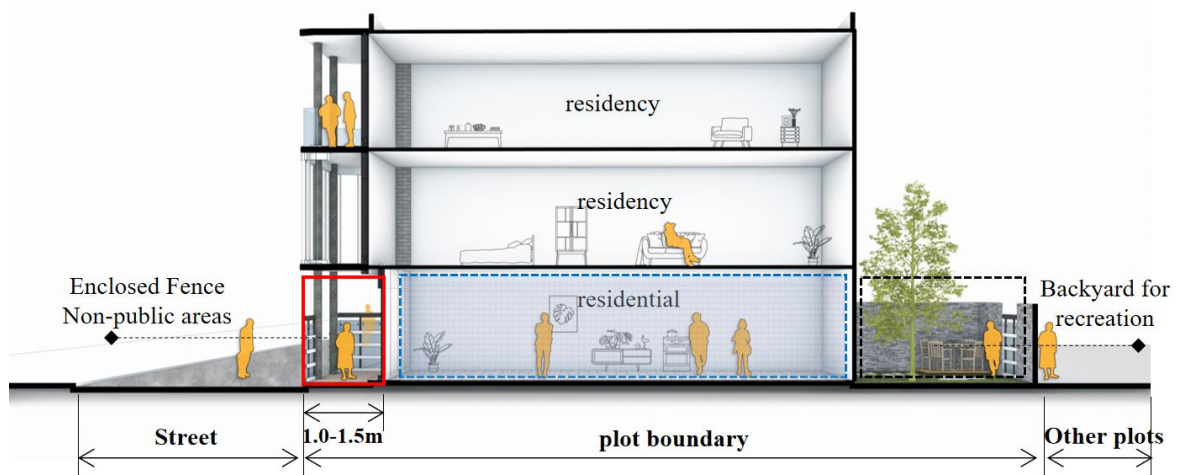 residency
residency
Enclosed Fence
Non-public areas
residential
Backyard for
recreation
Street
1.0-1.5m
plot boundary
Other plots